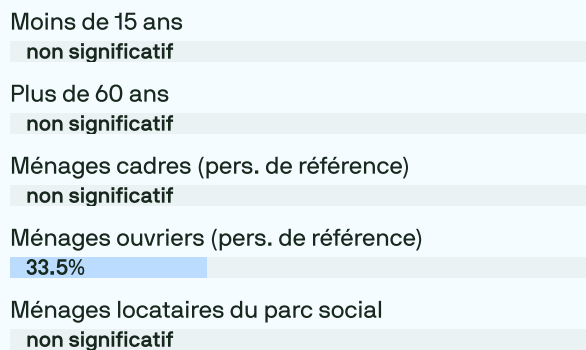 Moins de 15 ans
non significatif
Plus de 60 ans
non significatif
Ménages cadres (pers. de référence)
non significatif
Ménages ouvriers (pers. de référence)
33.5%
Ménages locataires du parc social
non significatif